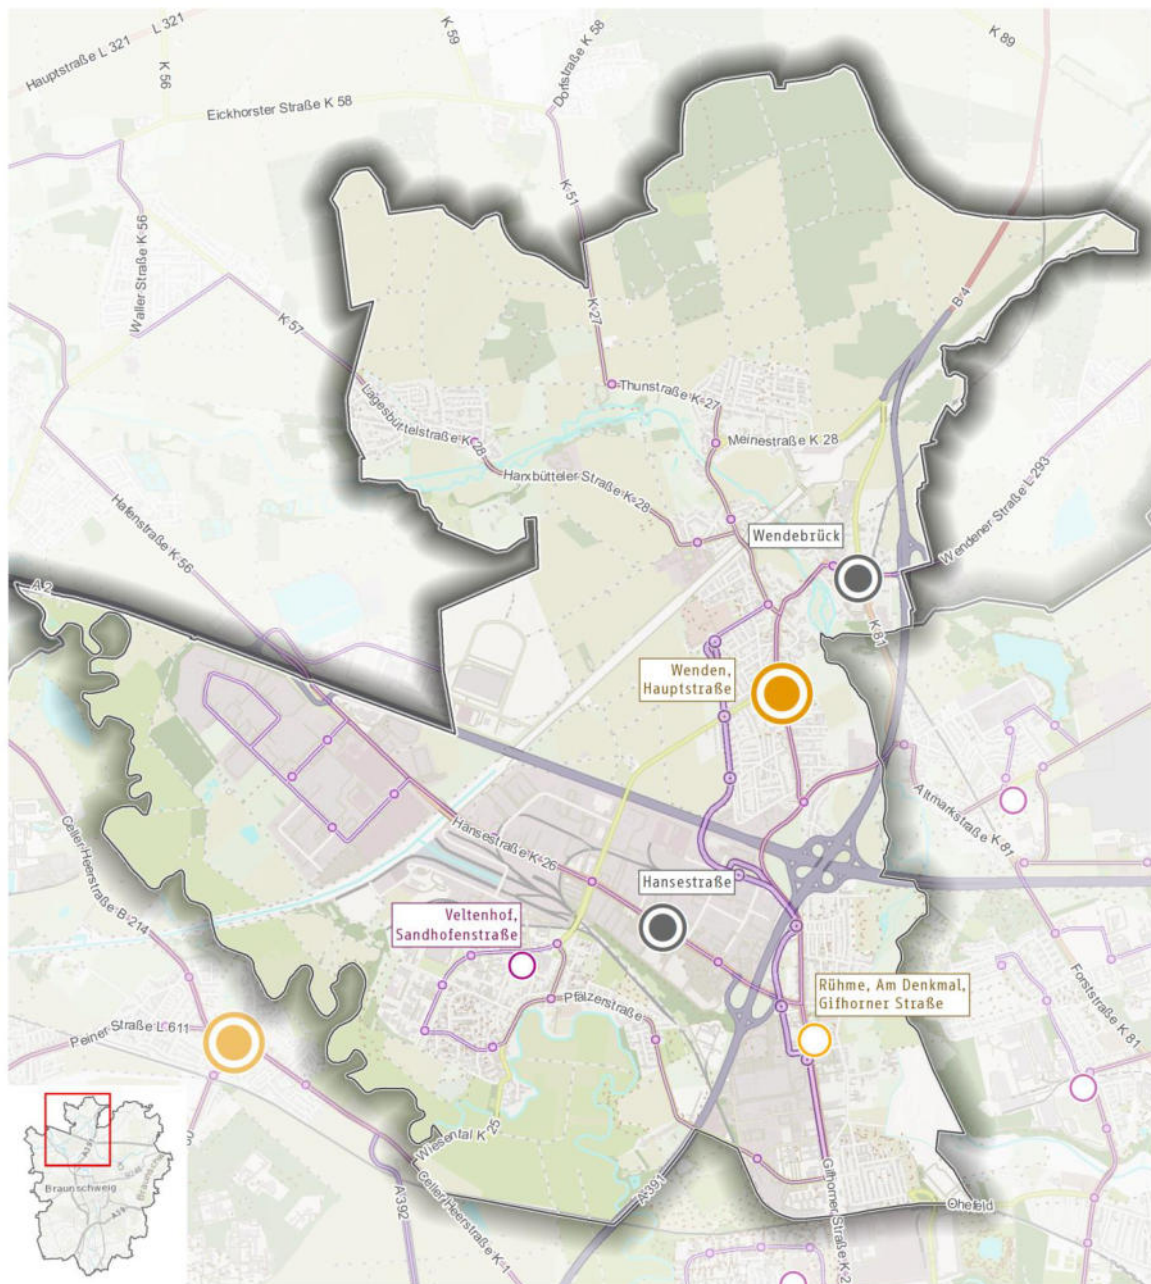 L 321
Hauptstraße L 321
K 56
K 59
Dorfstraße K 58
K 89
Eickhorster Straße K 58
K 51
Waller Straße K 56
K 57
K 27
B 4
Thunstraße K 27
Lagesbüttelstraße K 28
Meinestraße K 28
Harxbütteler Straße K 28
Hafenstraße K 56
Wendener Straße L 293
Wendebrück
A 2
K 81
Wenden,
Hauptstraße
Altmarkstraße K 81
Hansestraße K 26
Celler Heerstraße B 214
Hansestraße
Veltenhof,
Sandhofenstraße
Pfälzerstraße
Rühme, Am Denkmal,
Gifhorner Straße
Forststraße K 81
Peiner Straße L 611
Wiesental K 25
A 391
A 392
Celler Heerstraße K 1
Gifhorner Straße K 2
Ohefeld
Braunschweig